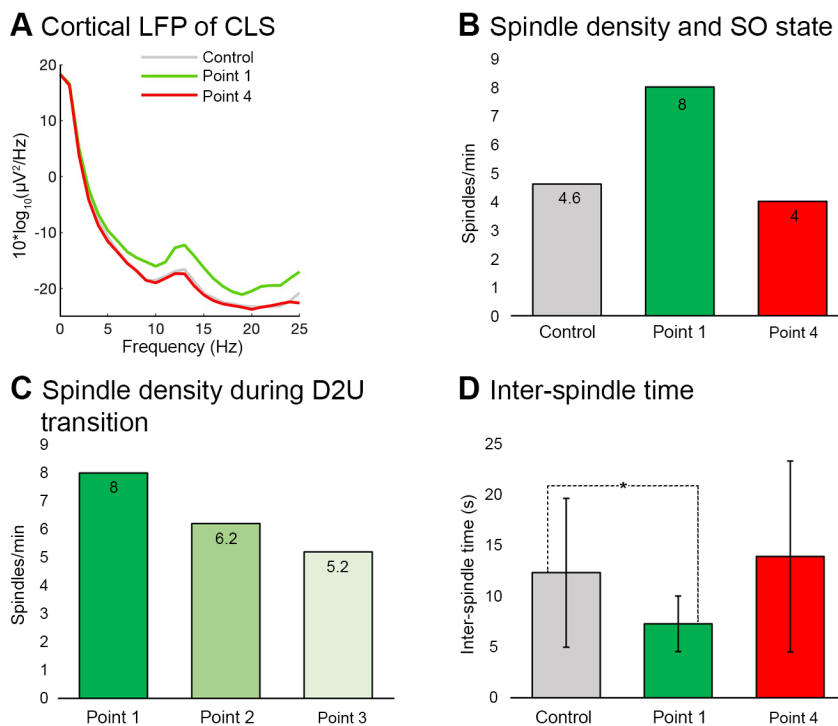 A Cortical LFP of CLS
Control
Point 1
Point 4
20
10
0
-10
-20
10*log₁₀(µV²/Hz)
0 5 10 15 20 25
Frequency (Hz)
B Spindle density and SO state
9
8
7
6
5
4
3
2
1
0
Spindles/min
4.6
8
4
Control Point 1 Point 4
C Spindle density during D2U
transition
9
8
7
6
5
4
3
2
1
0
Spindles/min
8
6.2
5.2
Point 1 Point 2 Point 3
D Inter-spindle time
25
20
15
10
5
0
Inter-spindle time (s)
*
Control Point 1 Point 4